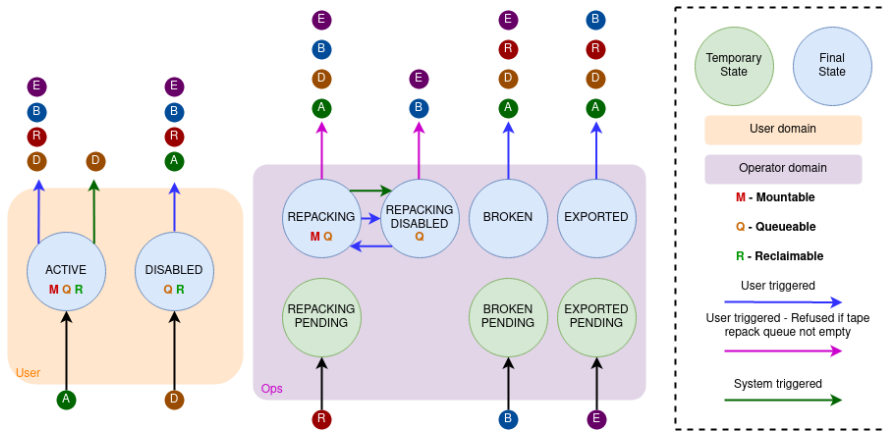 E
B
R
D
D
E
B
R
A
E
B
D
A
E
B
E
R
D
A
B
R
D
A
ACTIVE
M Q R
DISABLED
Q R
User
A
D
REPACKING
M Q
REPACKING
DISABLED
Q
BROKEN
EXPORTED
REPACKING
PENDING
BROKEN
PENDING
EXPORTED
PENDING
Ops
R
B
E
Temporary
State
Final
State
User domain
Operator domain
M - Mountable
Q - Queueable
R - Reclaimable
User triggered
User triggered - Refused if tape
repack queue not empty
System triggered